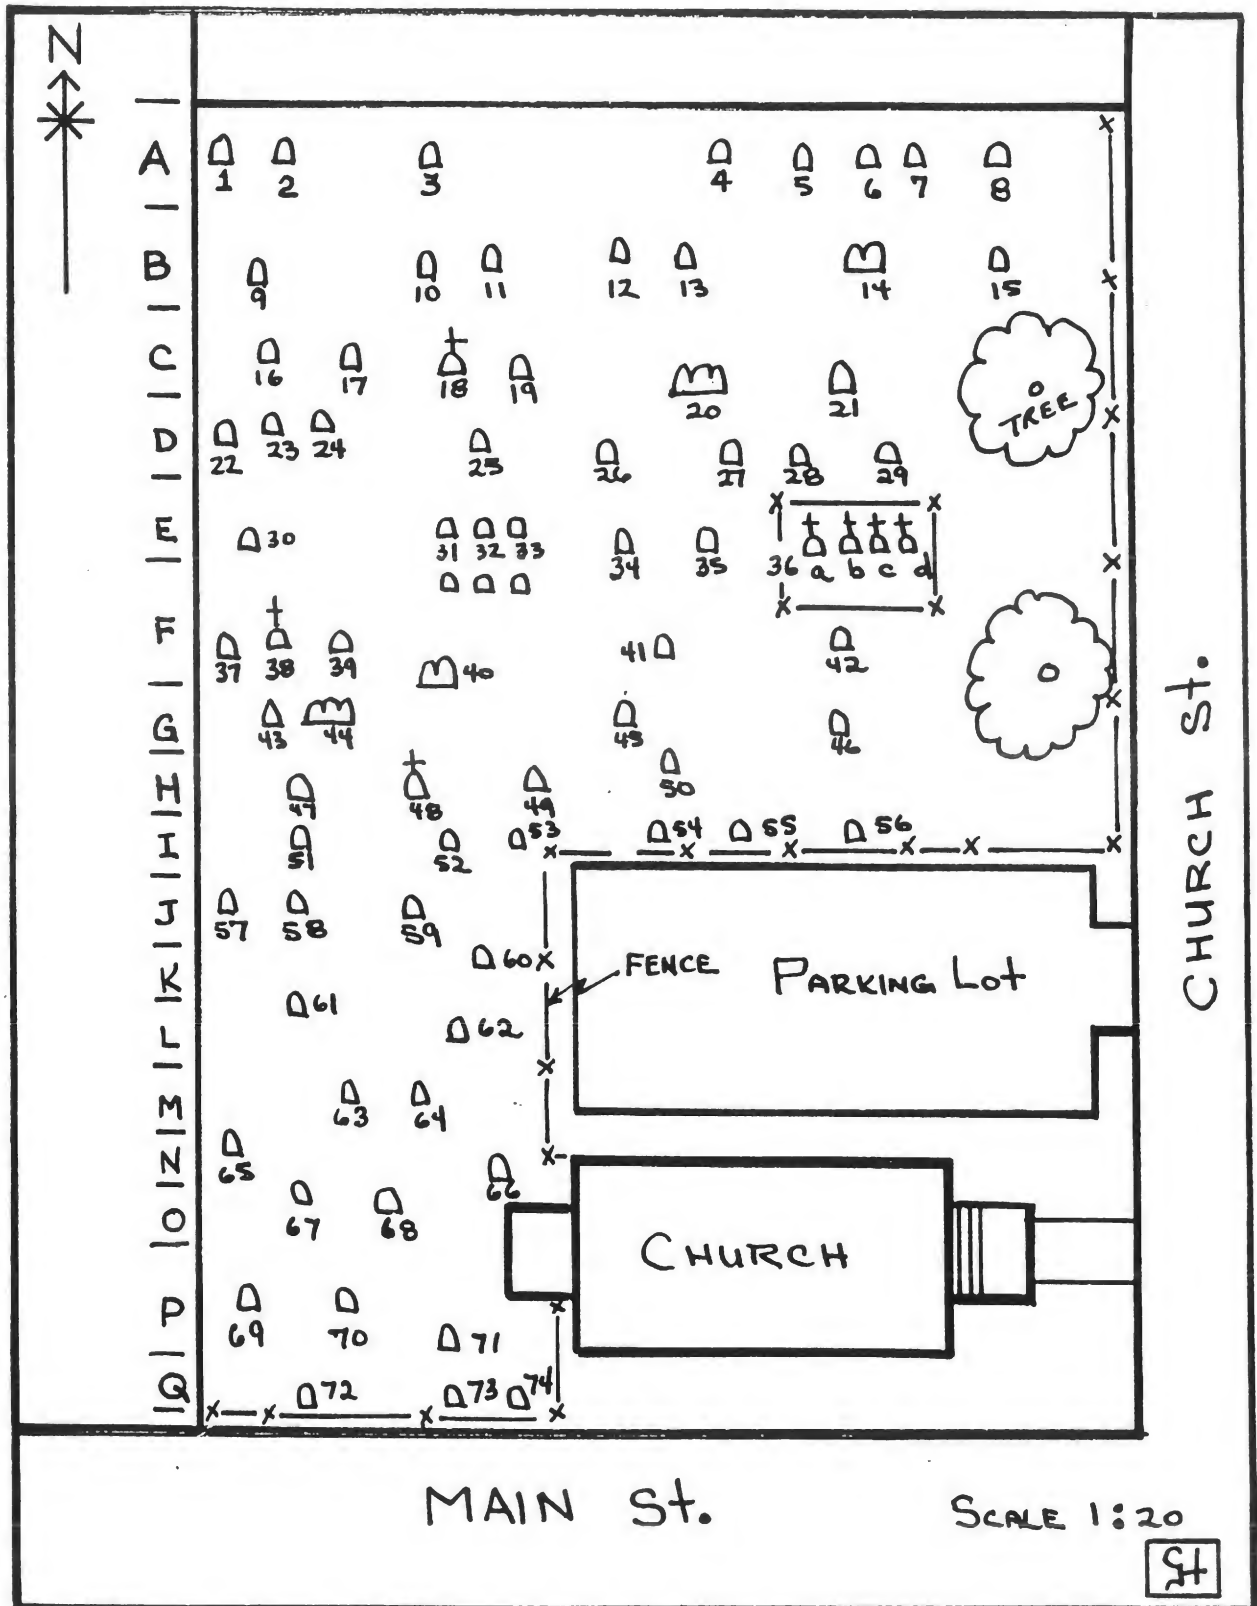 N
A
1 2 3 4 5 6 7 8
B
9 10 11 12 13 14 15
C
16 17 18 19 20 21
TREE
D
22 23 24 25 26 27 28 29
E
30 31 32 33 34 35 36 a b c d
F
37 38 39 40 41 42
G
43 44 45 46
H
47 48 49 50
I
51 52 53 54 55 56
J
57 58 59
K
60
FENCE
PARKING Lot
61
L
62
M
63 64
N
65 66
O
67 68
CHURCH
P
69 70 71
Q
72 73 74
CHURCH St.
MAIN St.
SCALE 1:20